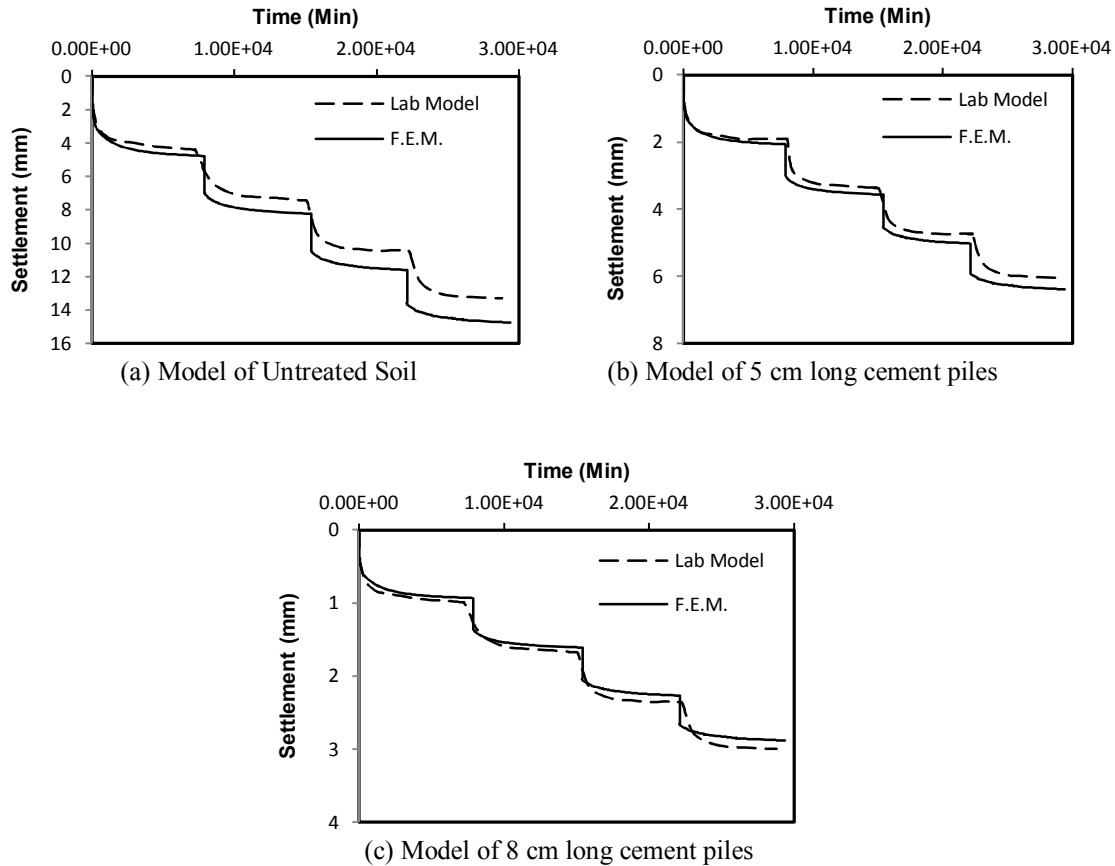 Time (Min)
0.00E+00 1.00E+04 2.00E+04 3.00E+04
0
2
4
6
8
10
12
14
16
Settlement (mm)
Lab Model
F.E.M.
(a) Model of Untreated Soil
Time (Min)
0.00E+00 1.00E+04 2.00E+04 3.00E+04
0
2
4
6
8
Settlement (mm)
Lab Model
F.E.M.
(b) Model of 5 cm long cement piles
Time (Min)
0.00E+00 1.00E+04 2.00E+04 3.00E+04
0
1
2
3
4
Settlement (mm)
Lab Model
F.E.M.
(c) Model of 8 cm long cement piles